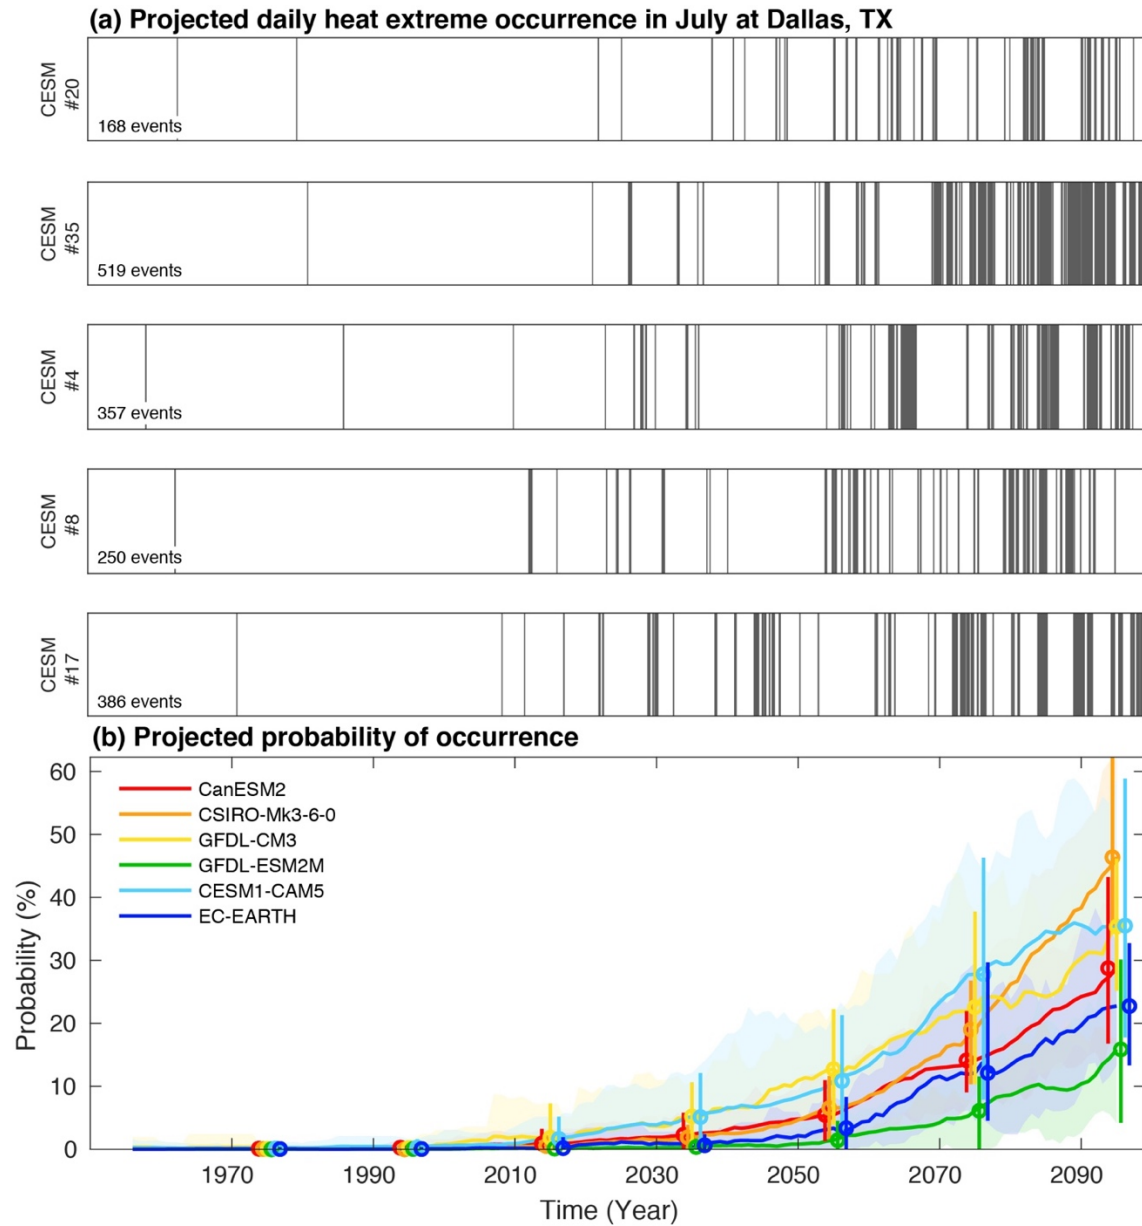 (a) Projected daily heat extreme occurrence in July at Dallas, TX
CESM
#20
168 events
CESM
#35
519 events
CESM
#4
357 events
CESM
#8
250 events
CESM
#17
386 events
(b) Projected probability of occurrence
60
50
40
30
20
10
0
Probability (%)
CanESM2
CSIRO-Mk3-6-0
GFDL-CM3
GFDL-ESM2M
CESM1-CAM5
EC-EARTH
1970 1990 2010 2030 2050 2070 2090
Time (Year)